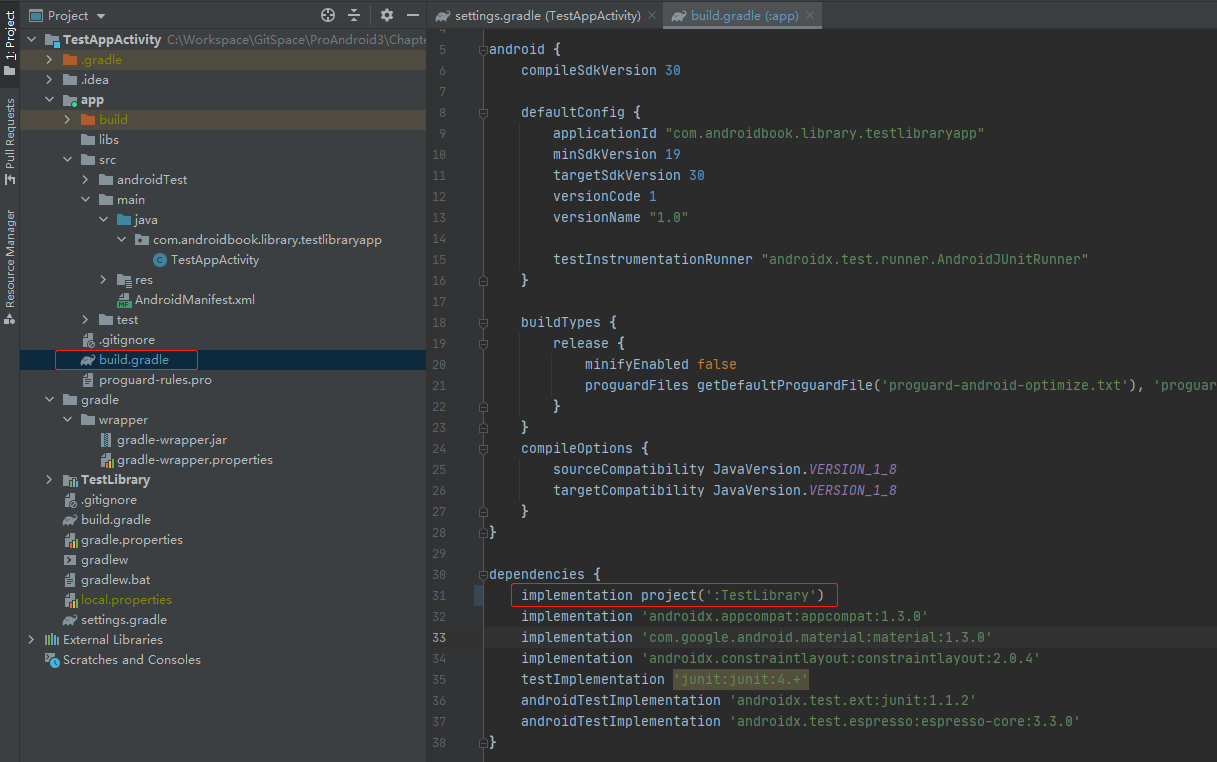 Project
settings.gradle (TestAppActivity)
build.gradle (:app)
1: Project
Pull Requests
Resource Manager
TestAppActivity C:\Workspace\GitSpace\ProAndroid3\Chapte
.gradle
.idea
app
build
libs
src
androidTest
main
java
com.androidbook.library.testlibraryapp
TestAppActivity
res
AndroidManifest.xml
test
.gitignore
build.gradle
proguard-rules.pro
gradle
wrapper
gradle-wrapper.jar
gradle-wrapper.properties
TestLibrary
.gitignore
build.gradle
gradle.properties
gradlew
gradlew.bat
local.properties
settings.gradle
External Libraries
Scratches and Consoles
4
5 android {
6 compileSdkVersion 30
7
8 defaultConfig {
9 applicationId "com.androidbook.library.testlibraryapp"
10 minSdkVersion 19
11 targetSdkVersion 30
12 versionCode 1
13 versionName "1.0"
14
15 testInstrumentationRunner "androidx.test.runner.AndroidJUnitRunner"
16 }
17
18 buildTypes {
19 release {
20 minifyEnabled false
21 proguardFiles getDefaultProguardFile('proguard-android-optimize.txt'), 'proguar
22 }
23 }
24 compileOptions {
25 sourceCompatibility JavaVersion.VERSION_1_8
26 targetCompatibility JavaVersion.VERSION_1_8
27 }
28 }
29
30 dependencies {
31 implementation project(':TestLibrary')
32 implementation 'androidx.appcompat:appcompat:1.3.0'
33 implementation 'com.google.android.material:material:1.3.0'
34 implementation 'androidx.constraintlayout:constraintlayout:2.0.4'
35 testImplementation 'junit:junit:4.+'
36 androidTestImplementation 'androidx.test.ext:junit:1.1.2'
37 androidTestImplementation 'androidx.test.espresso:espresso-core:3.3.0'
38 }